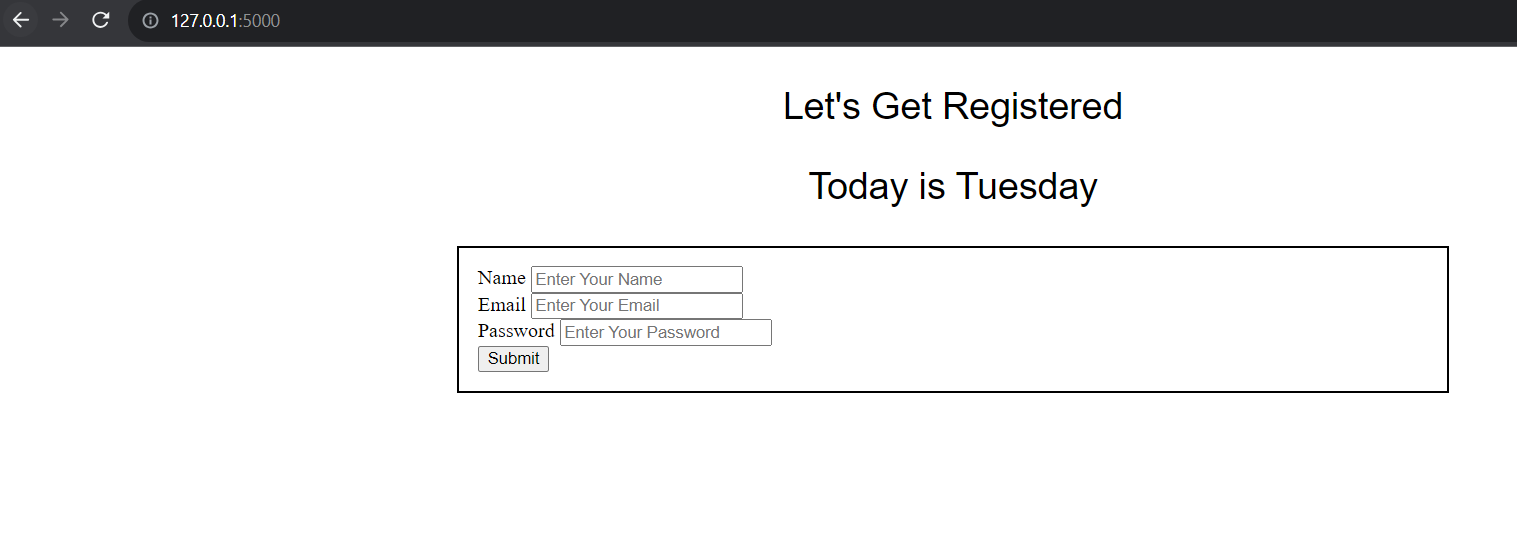 127.0.0.1:5000
Let's Get Registered
Today is Tuesday
Name Enter Your Name
Email Enter Your Email
Password Enter Your Password
Submit